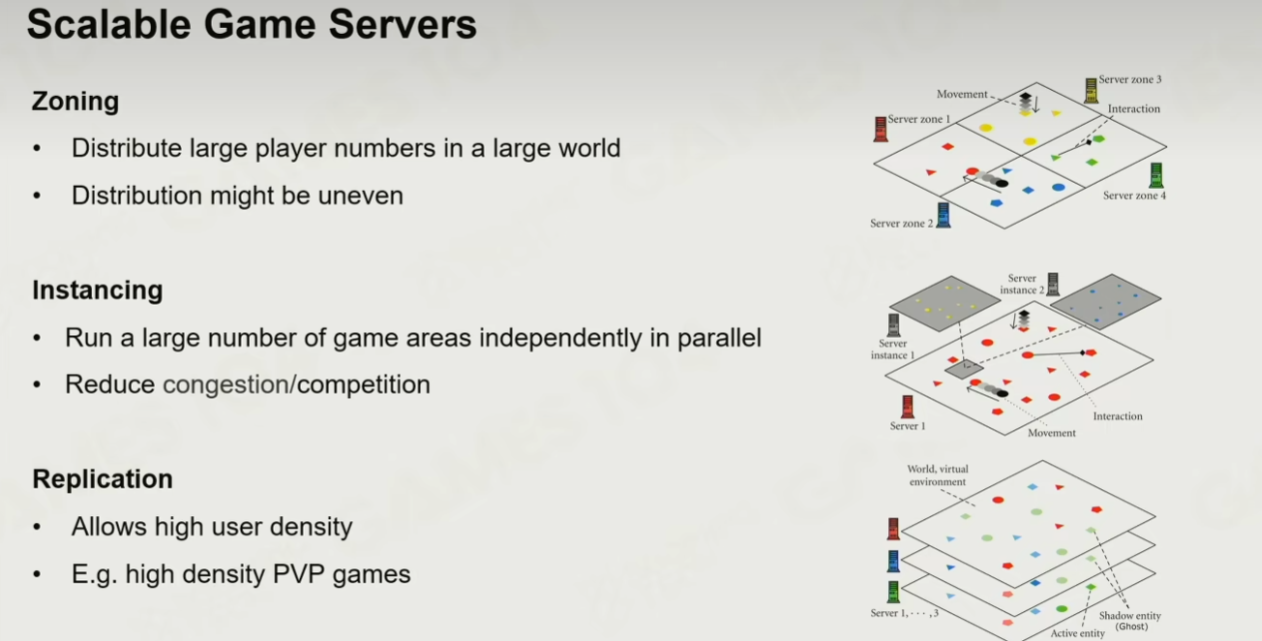 Scalable Game Servers
Zoning
• Distribute large player numbers in a large world
• Distribution might be uneven
Server zone 3
Movement
Interaction
Server zone 1
Server zone 4
Server zone 2
Instancing
• Run a large number of game areas independently in parallel
• Reduce congestion/competition
Server
instance 2
Server
instance 1
Interaction
Server 1
Movement
Replication
• Allows high user density
• E.g. high density PVP games
World, virtual
environment
Server 1, · · · ,3
Shadow entity
(Ghost)
Active entity